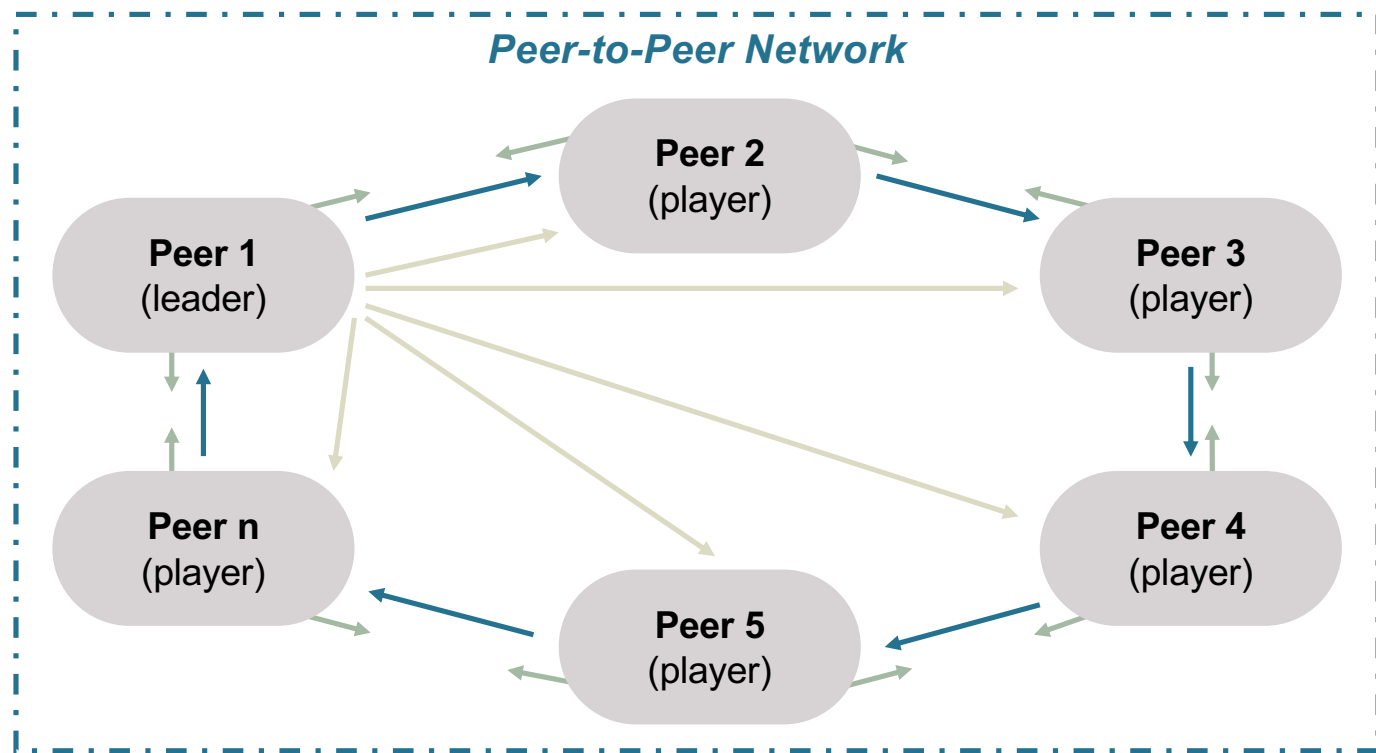 Peer-to-Peer Network
Peer 2
(player)
Peer 1
(leader)
Peer 3
(player)
Peer n
(player)
Peer 4
(player)
Peer 5
(player)